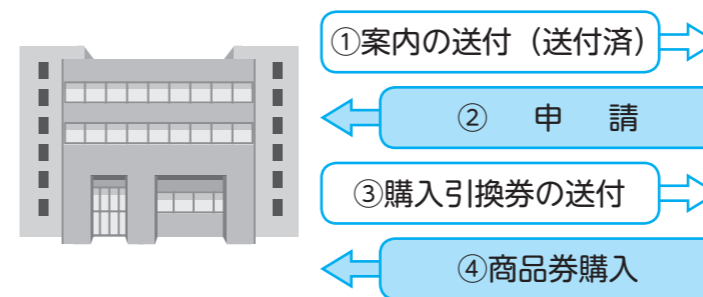 ①案内の送付（送付済）
② 申 請
③購入引換券の送付
④商品券購入